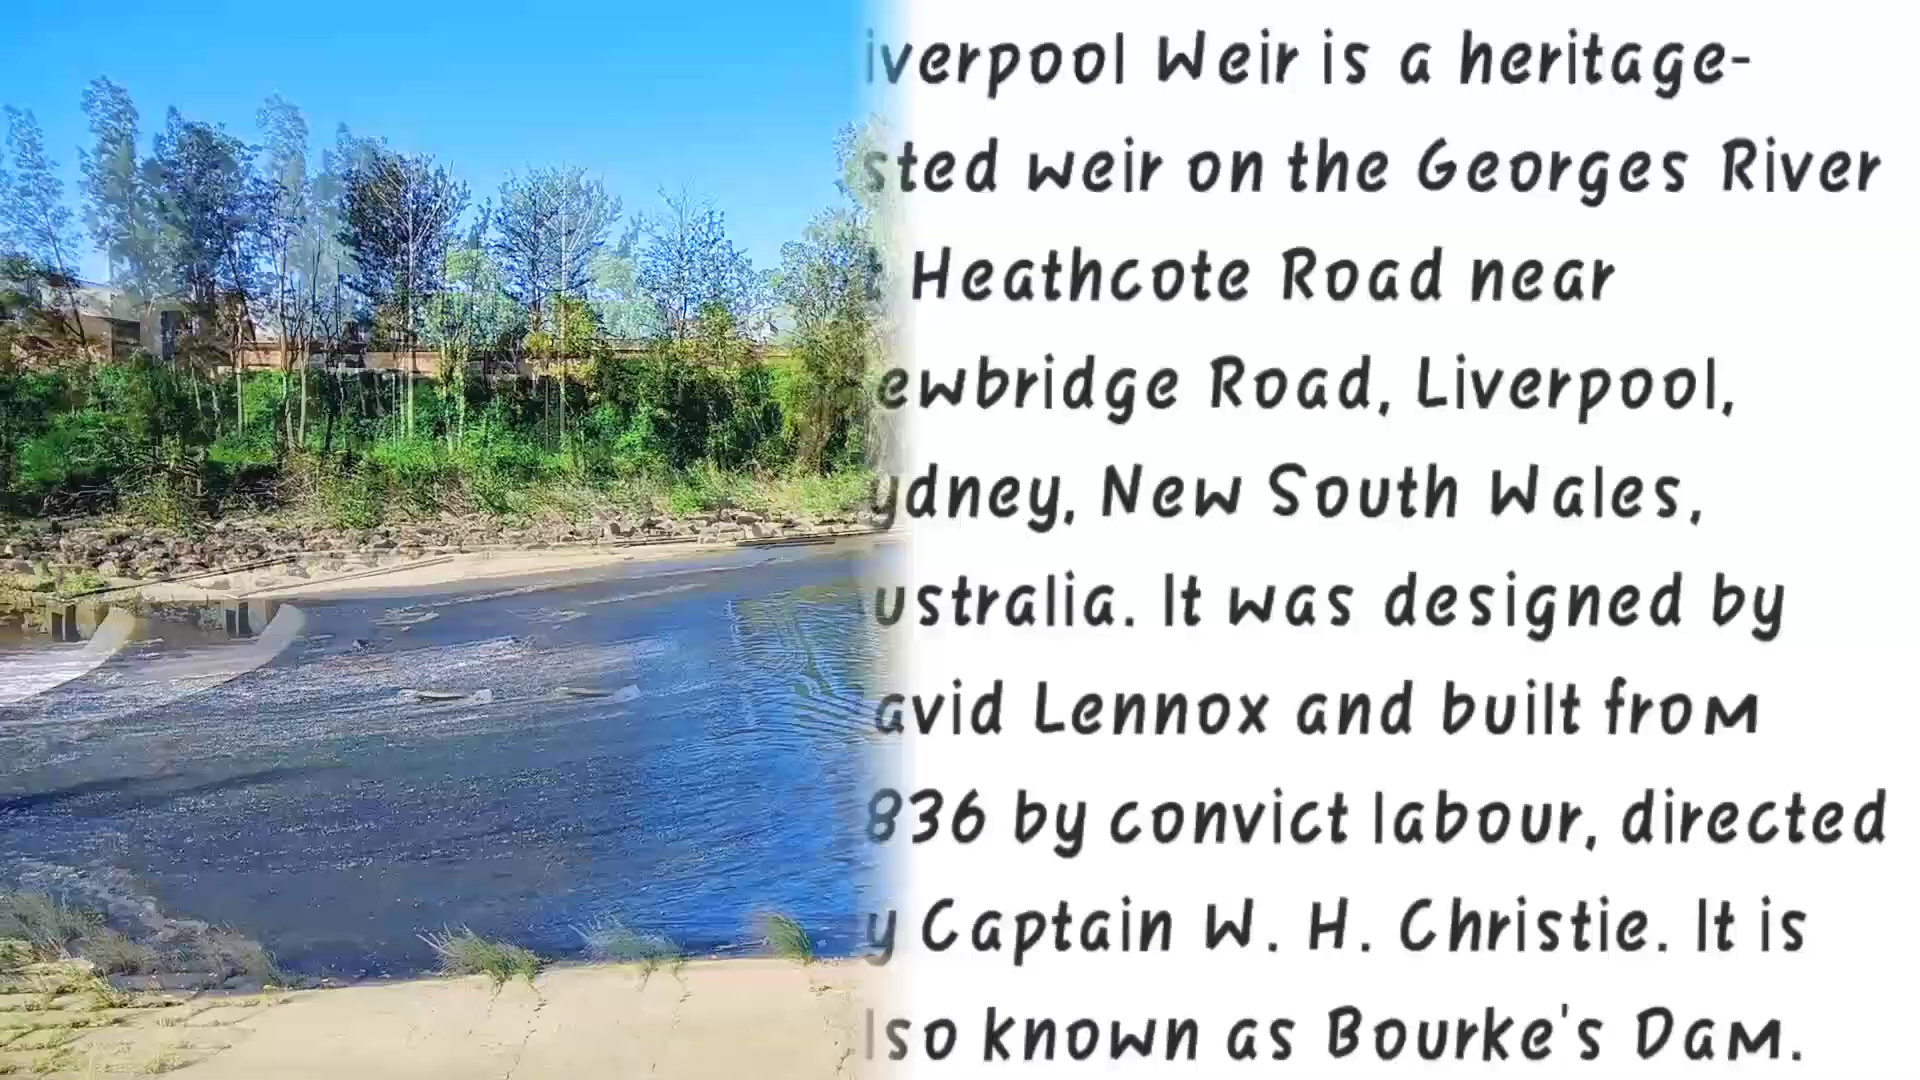 iverpool Weir is a heritage-
sted weir on the Georges River
t Heathcote Road near
ewbridge Road, Liverpool,
ydney, New South Wales,
ustralia. It was designed by
avid Lennox and built from
836 by convict labour, directed
y Captain W. H. Christie. It is
lso known as Bourke's Dam.